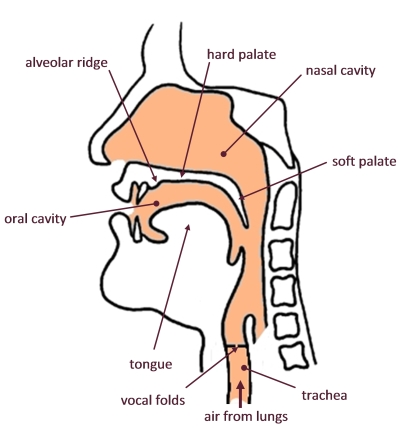 hard palate
alveolar ridge
nasal cavity
soft palate
oral cavity
tongue
trachea
vocal folds
air from lungs